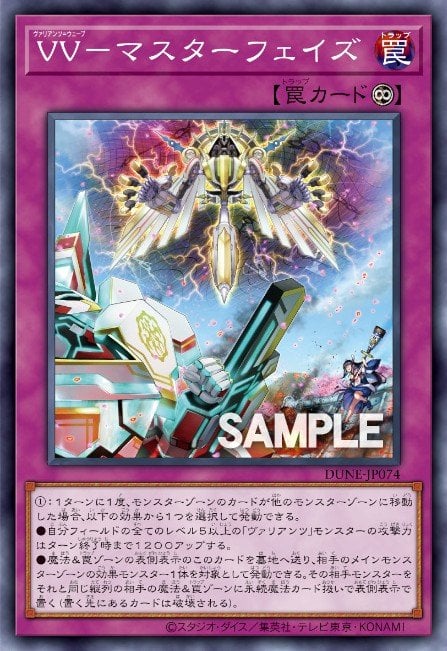 ヴァリアンツ＝ウェーブ
VV－マスターフェイズ
トラップ
罠
トラップ
【罠カード】
SAMPLE
DUNE-JP074
①：１ターンに１度、モンスターゾーンのカードが他のモンスターゾーンに移動
した場合、以下の効果から１つを選択して発動できる。
●自分フィールドの全てのレベル５以上の「ヴァリアンツ」モンスターの攻撃力
はターン終了時まで１２００アップする。
●魔法＆罠ゾーンの表側表示のこのカードを墓地へ送り、相手のメインモンス
ターゾーンの効果モンスター１体を対象として発動できる。その相手モンスターを
それと同じ縦列の相手の魔法＆罠ゾーンに永続魔法カード扱いで表側表示で
置く（置く先にあるカードは破壊される）。
©スタジオ・ダイス／集英社・テレビ東京・KONAMI